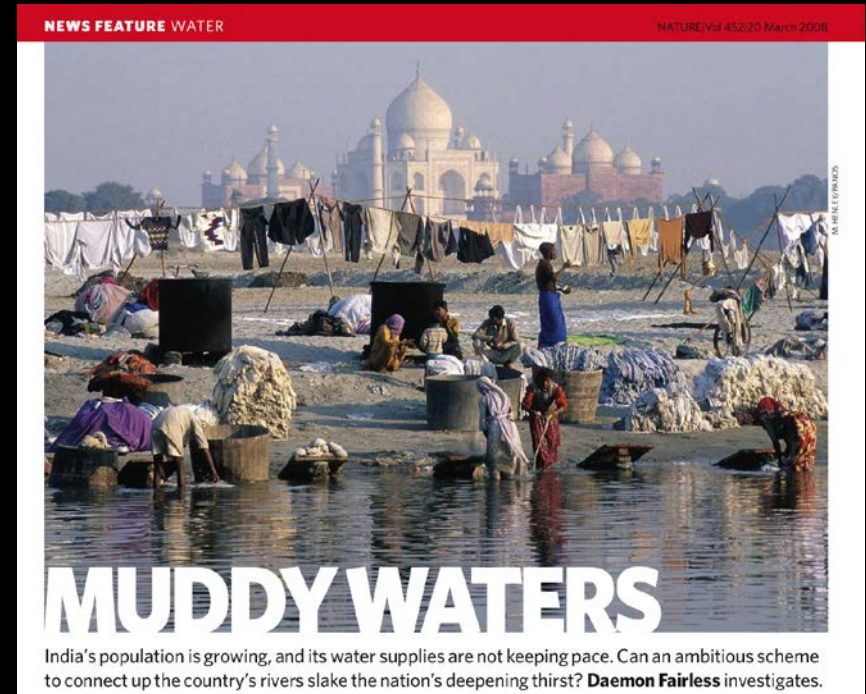 NEWS FEATURE WATER
NATURE|Vol 452|20 March 2008
M. HENLEY/PANOS
MUDDY WATERS
India's population is growing, and its water supplies are not keeping pace. Can an ambitious scheme
to connect up the country's rivers slake the nation's deepening thirst? Daemon Fairless investigates.